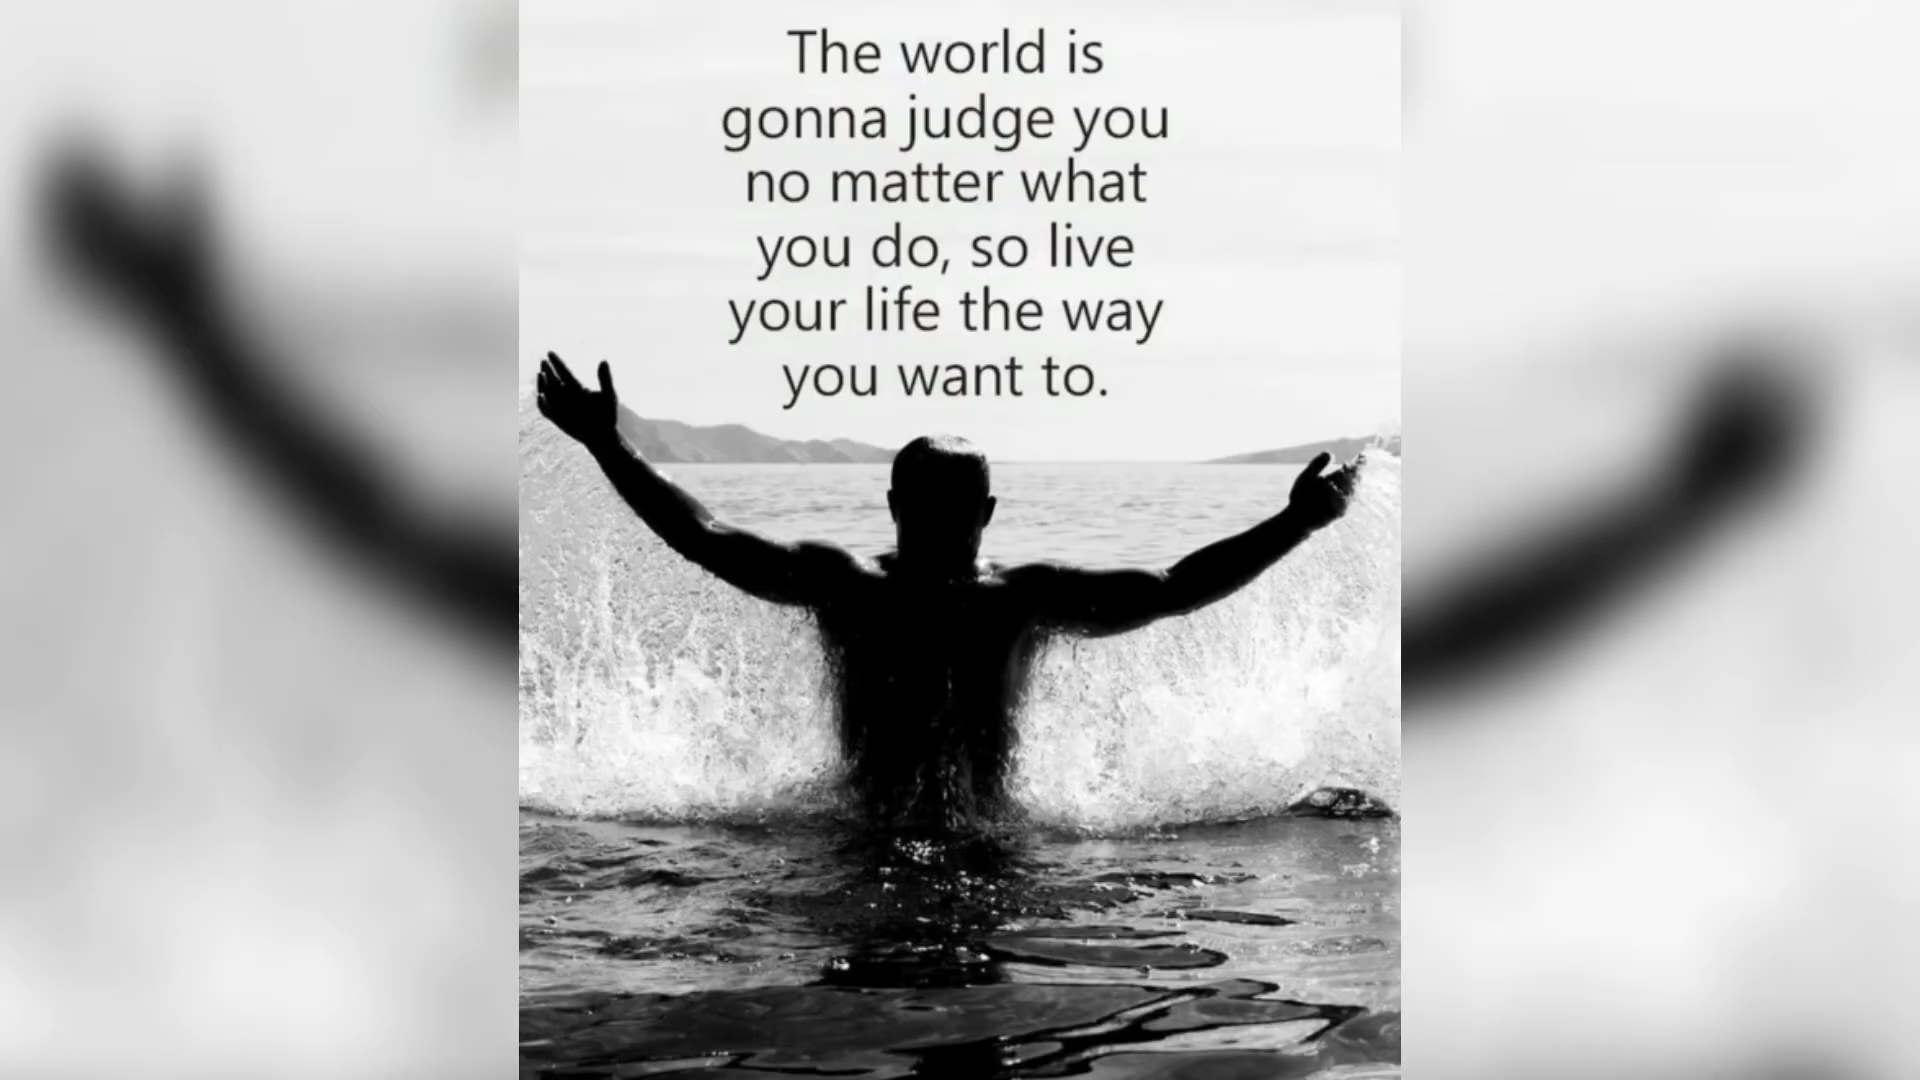 The world is
gonna judge you
no matter what
you do, so live
your life the way
you want to.